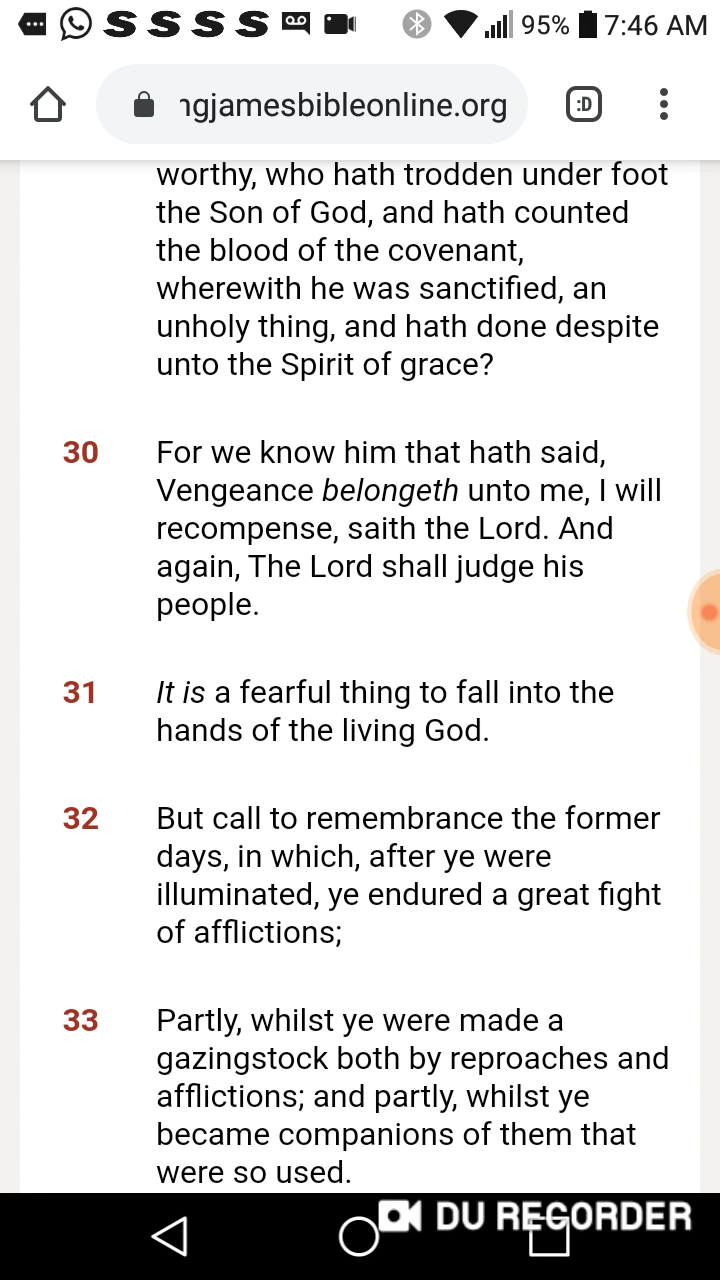 S S S S 95% 7:46 AM
ngjamesbibleonline.org :D
worthy, who hath trodden under foot
the Son of God, and hath counted
the blood of the covenant,
wherewith he was sanctified, an
unholy thing, and hath done despite
unto the Spirit of grace?
30 For we know him that hath said,
Vengeance belongeth unto me, I will
recompense, saith the Lord. And
again, The Lord shall judge his
people.
31 It is a fearful thing to fall into the
hands of the living God.
32 But call to remembrance the former
days, in which, after ye were
illuminated, ye endured a great fight
of afflictions;
33 Partly, whilst ye were made a
gazingstock both by reproaches and
afflictions; and partly, whilst ye
became companions of them that
were so used.
DU RECORDER